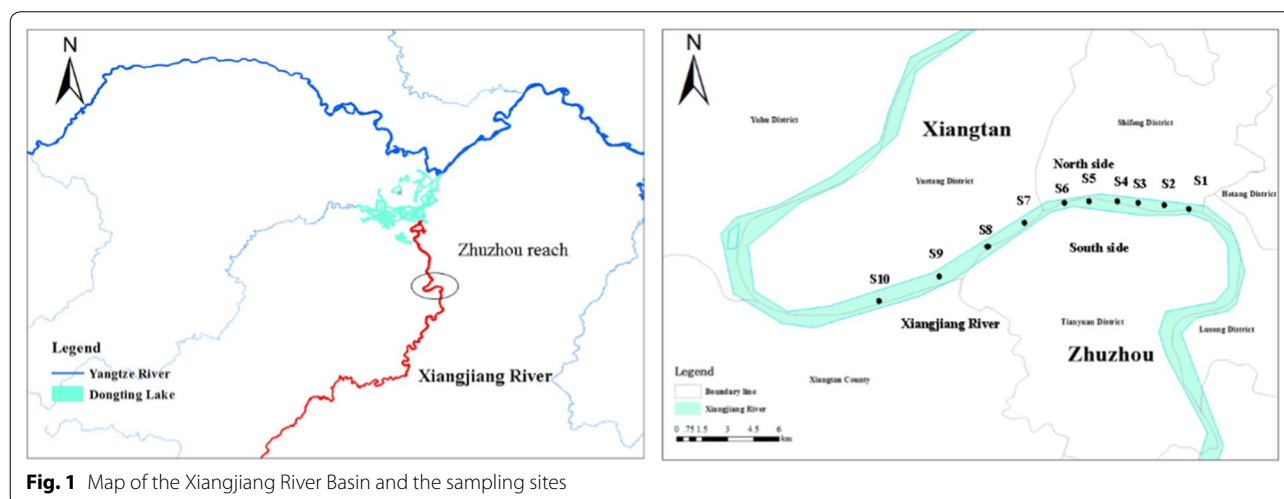 N
Zhuzhou reach
Legend
Yangtze River
Dongting Lake
Xiangjiang River
N
Yuhu District
Xiangtan
Shifeng District
North side
Yuetang District
S6 S5 S4 S3 S2 S1
Hetang District
S7
S8
South side
S9
S10
Xiangjiang River
Tianyuan District
Lusong District
Zhuzhou
Xiangtan County
Legend
Boundary line
Xiangjiang River
0 .75 1.5 3 4.5 6
km
Fig. 1 Map of the Xiangjiang River Basin and the sampling sites